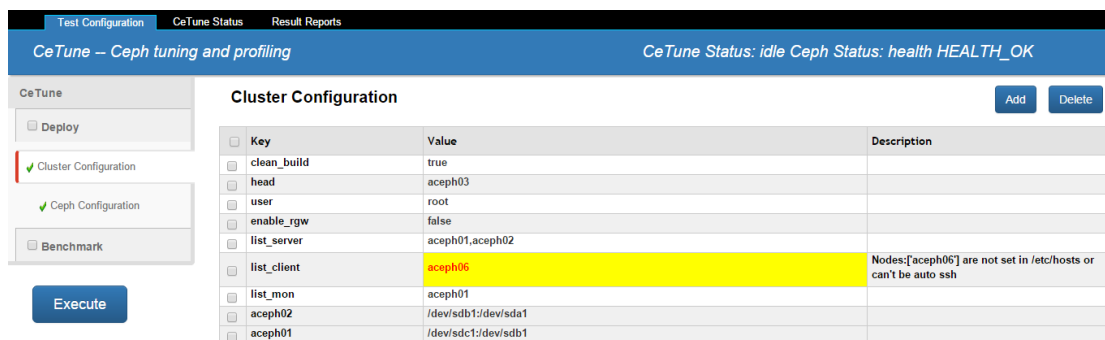 Test Configuration CeTune Status Result Reports
CeTune -- Ceph tuning and profiling CeTune Status: idle Ceph Status: health HEALTH_OK
CeTune
Deploy
Cluster Configuration
Ceph Configuration
Benchmark
Execute
Cluster Configuration Add Delete
Key Value Description
clean_build true
head aceph03
user root
enable_rgw false
list_server aceph01,aceph02
list_client aceph06 Nodes:['aceph06'] are not set in /etc/hosts or
can't be auto ssh
list_mon aceph01
aceph02 /dev/sdb1:/dev/sda1
aceph01 /dev/sdc1:/dev/sdb1